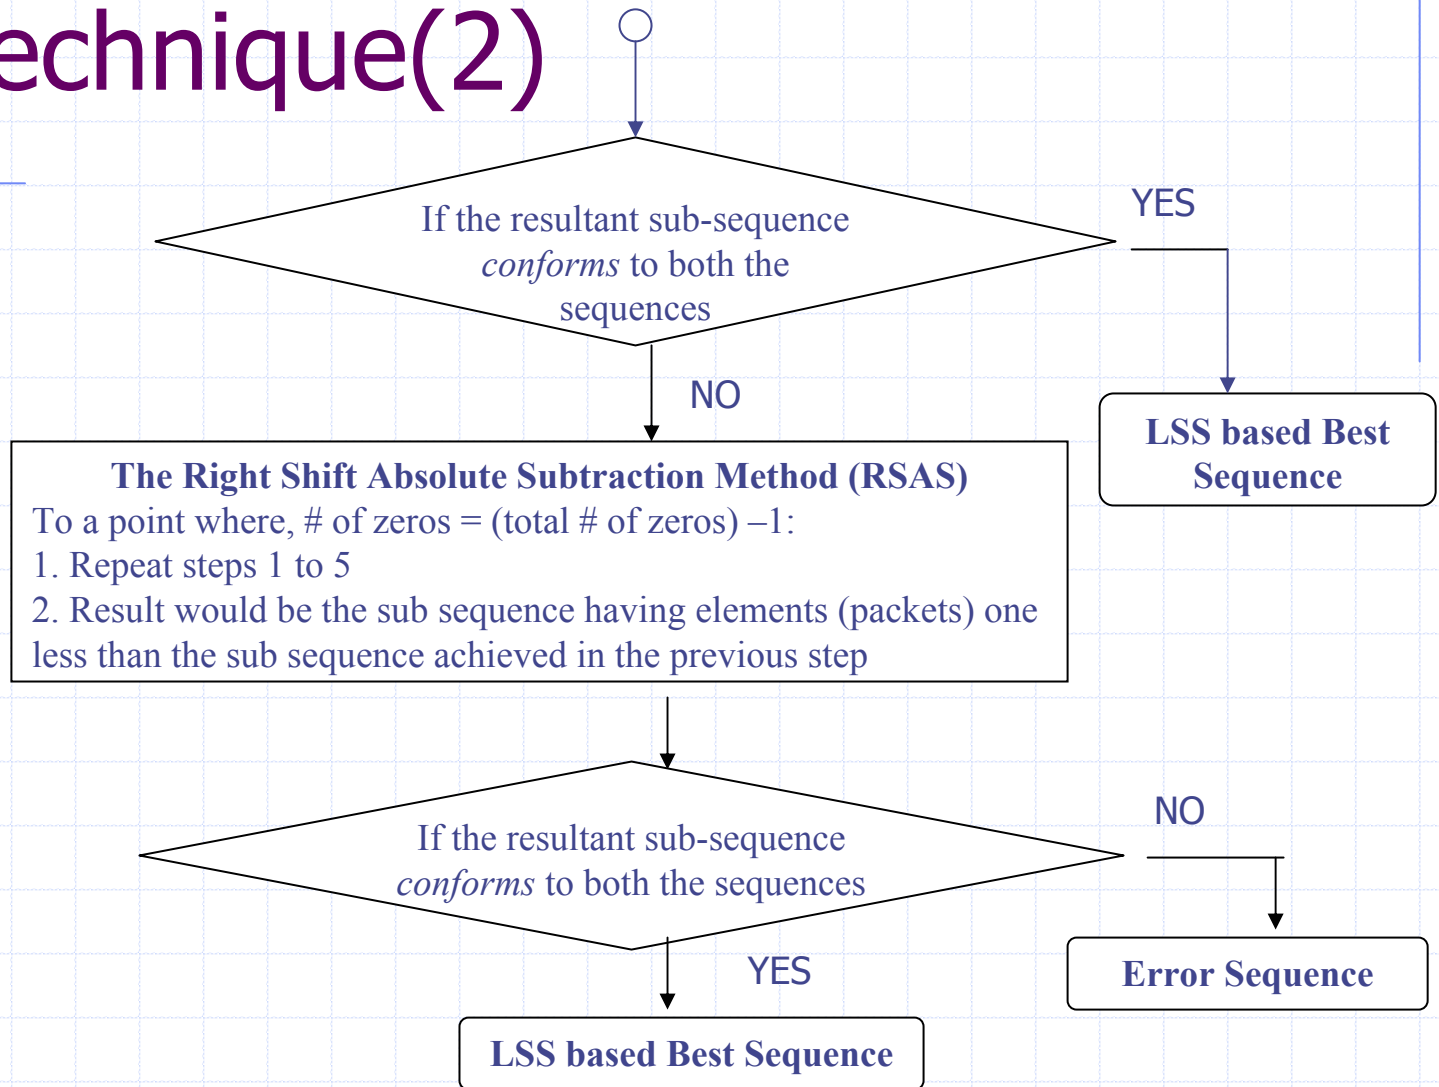 echnique(2)
If the resultant sub-sequence
conforms to both the
sequences
YES
NO
LSS based Best
Sequence
The Right Shift Absolute Subtraction Method (RSAS)
To a point where, # of zeros = (total # of zeros) –1:
1. Repeat steps 1 to 5
2. Result would be the sub sequence having elements (packets) one
less than the sub sequence achieved in the previous step
If the resultant sub-sequence
conforms to both the sequences
NO
YES
Error Sequence
LSS based Best Sequence